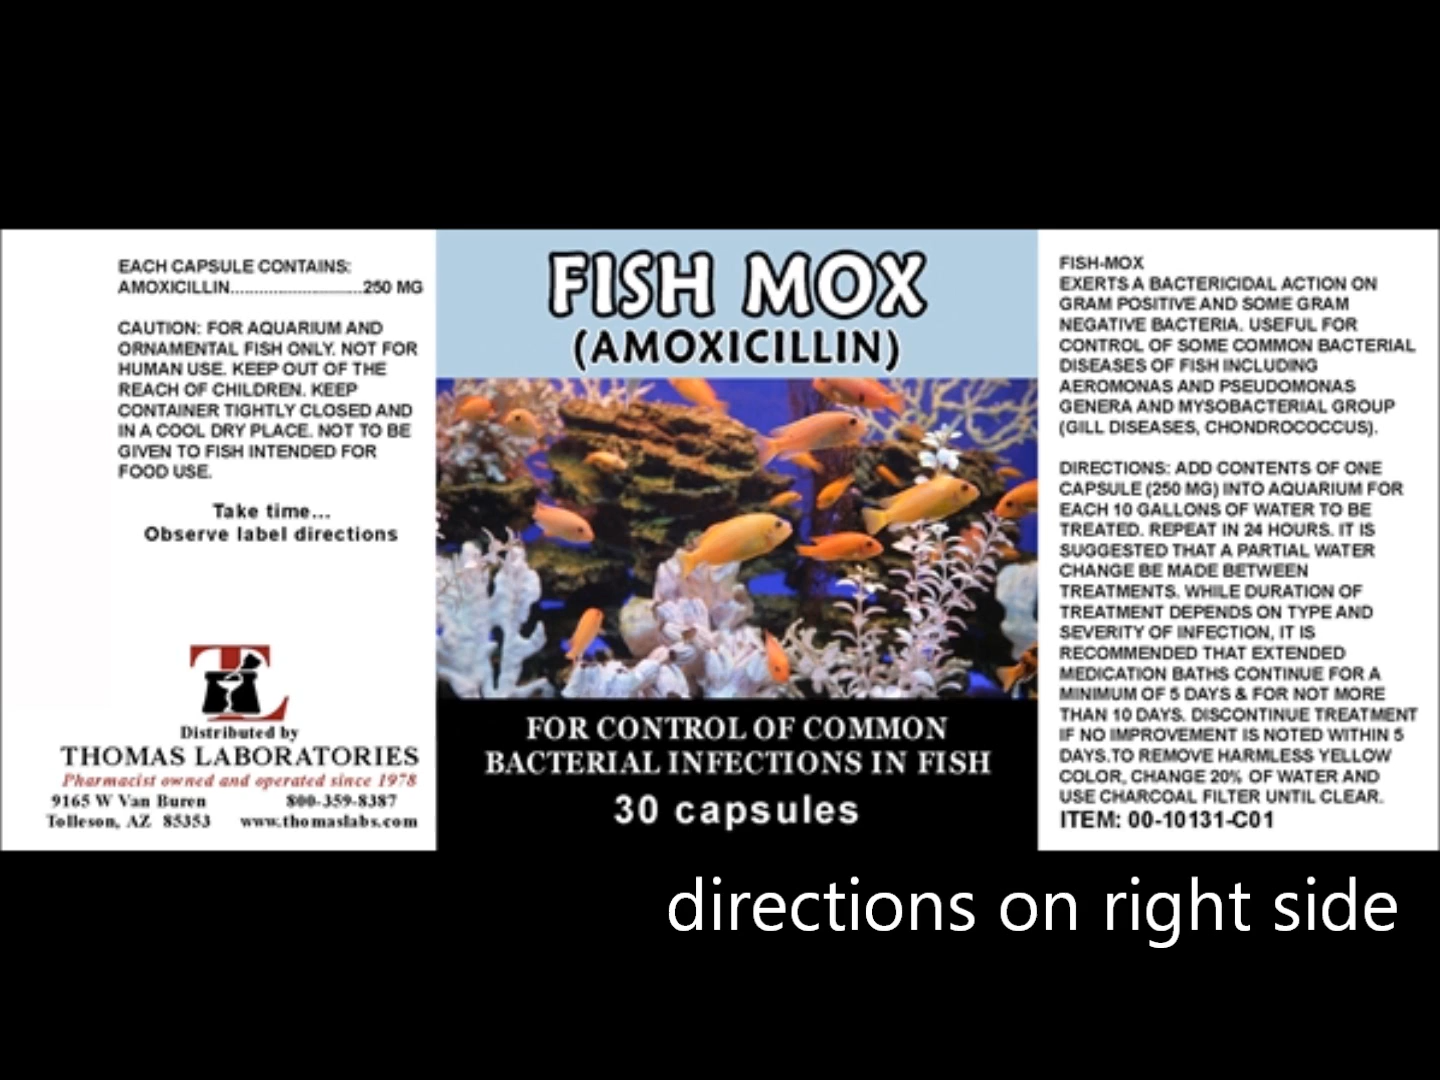 EACH CAPSULE CONTAINS:
AMOXICILLIN............................250 MG
CAUTION: FOR AQUARIUM AND
ORNAMENTAL FISH ONLY. NOT FOR
HUMAN USE. KEEP OUT OF THE
REACH OF CHILDREN. KEEP
CONTAINER TIGHTLY CLOSED AND
IN A COOL DRY PLACE. NOT TO BE
GIVEN TO FISH INTENDED FOR
FOOD USE.
Take time...
Observe label directions
TL
Distributed by
THOMAS LABORATORIES
Pharmacist owned and operated since 1978
9165 W Van Buren 800-359-8387
Tolleson, AZ 85353 www.thomaslabs.com
FISH MOX
(AMOXICILLIN)
FOR CONTROL OF COMMON
BACTERIAL INFECTIONS IN FISH
30 capsules
FISH-MOX
EXERTS A BACTERICIDAL ACTION ON
GRAM POSITIVE AND SOME GRAM
NEGATIVE BACTERIA. USEFUL FOR
CONTROL OF SOME COMMON BACTERIAL
DISEASES OF FISH INCLUDING
AEROMONAS AND PSEUDOMONAS
GENERA AND MYSOBACTERIAL GROUP
(GILL DISEASES, CHONDROCOCCUS).
DIRECTIONS: ADD CONTENTS OF ONE
CAPSULE (250 MG) INTO AQUARIUM FOR
EACH 10 GALLONS OF WATER TO BE
TREATED. REPEAT IN 24 HOURS. IT IS
SUGGESTED THAT A PARTIAL WATER
CHANGE BE MADE BETWEEN
TREATMENTS. WHILE DURATION OF
TREATMENT DEPENDS ON TYPE AND
SEVERITY OF INFECTION, IT IS
RECOMMENDED THAT EXTENDED
MEDICATION BATHS CONTINUE FOR A
MINIMUM OF 5 DAYS & FOR NOT MORE
THAN 10 DAYS. DISCONTINUE TREATMENT
IF NO IMPROVEMENT IS NOTED WITHIN 5
DAYS.TO REMOVE HARMLESS YELLOW
COLOR, CHANGE 20% OF WATER AND
USE CHARCOAL FILTER UNTIL CLEAR.
ITEM: 00-10131-C01
directions on right side